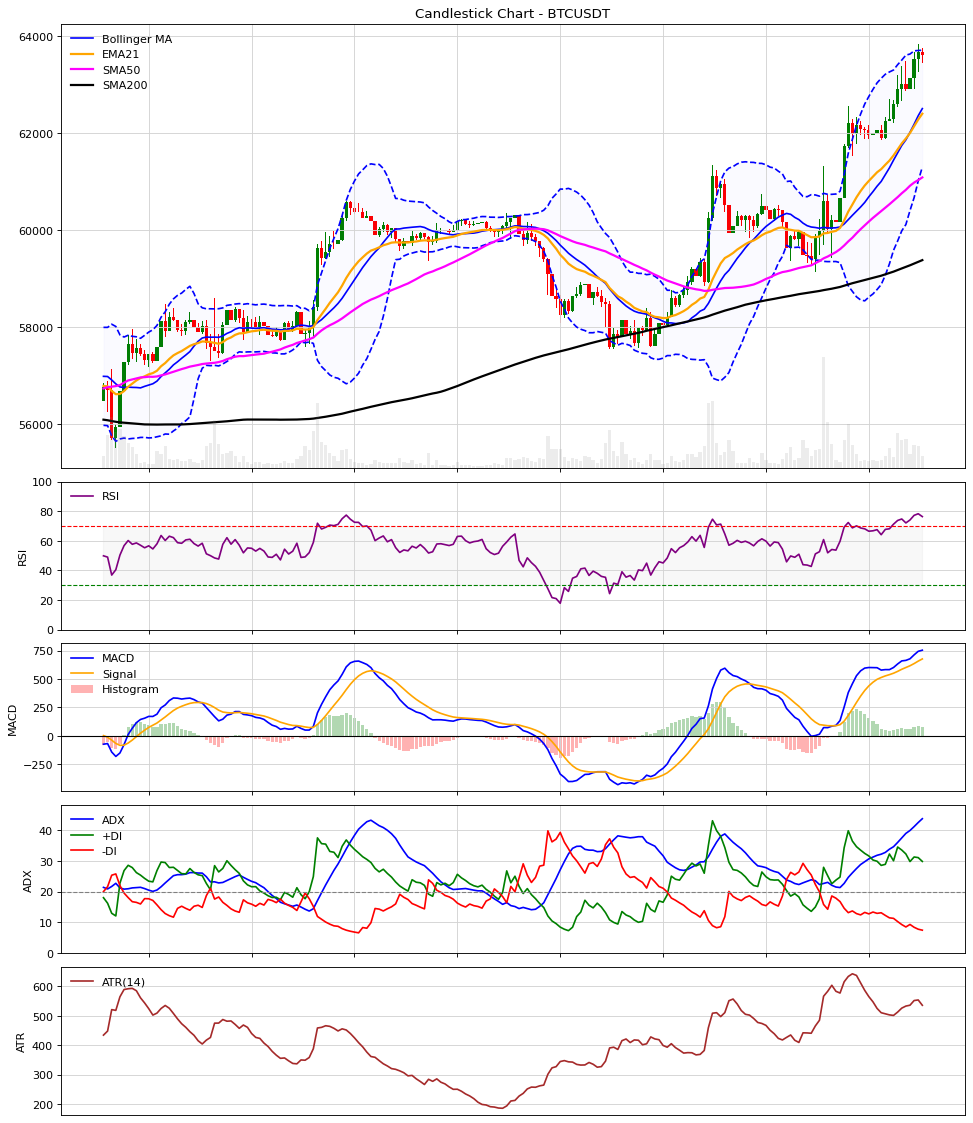 Candlestick Chart - BTCUSDT
64000
62000
60000
58000
56000
Bollinger MA
EMA21
SMA50
SMA200
100
80
60
40
20
0
RSI
RSI
750
500
250
0
−250
MACD
MACD
Signal
Histogram
40
30
20
10
0
ADX
ADX
+DI
-DI
600
500
400
300
200
ATR
ATR(14)